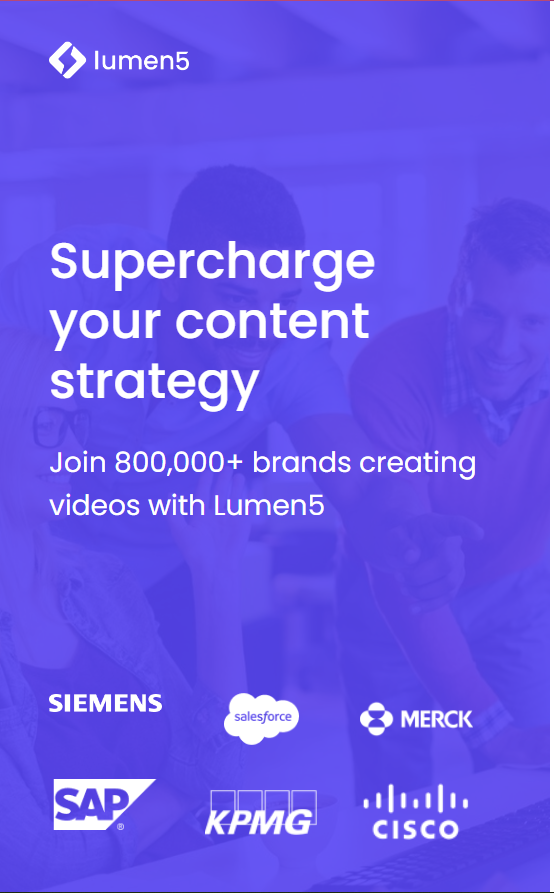 lumen5
Supercharge
your content
strategy
Join 800,000+ brands creating
videos with Lumen5
SIEMENS
salesforce
MERCK
SAP®
KPMG
CISCO